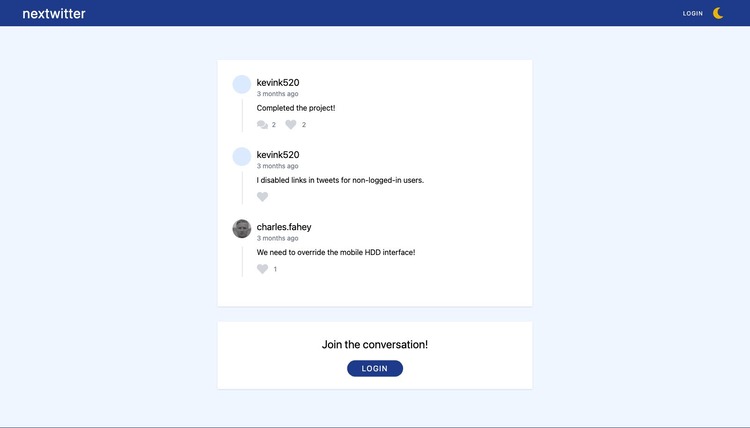 nextwitter
LOGIN
kevink520
3 months ago
Completed the project!
2 2
kevink520
3 months ago
I disabled links in tweets for non-logged-in users.
charles.fahey
3 months ago
We need to override the mobile HDD interface!
1
Join the conversation!
LOGIN